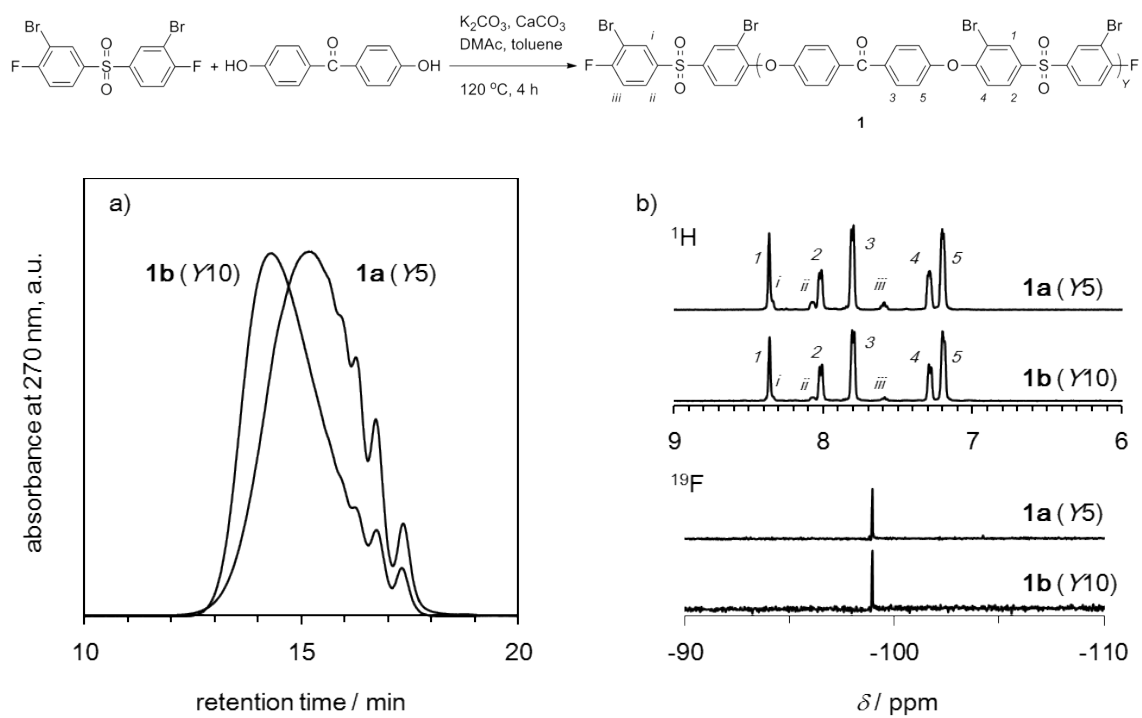 K2CO3, CaCO3
DMAc, toluene
120 °C, 4 h
Br
Br
F
O
S
O
F
+
HO
O
C
OH
Br
i
F
iii
ii
O
S
O
Br
O
O
C
3
5
O
Br
1
4
2
O
S
O
Br
F
Y
1
a)
1b (Y10)
1a (Y5)
absorbance at 270 nm, a.u.
10
15
20
retention time / min
b)
1H
1
i
ii
2
3
iii
4
5
1a (Y5)
1
i
ii
2
3
iii
4
5
1b (Y10)
9
8
7
6
19F
1a (Y5)
1b (Y10)
-90
-100
-110
δ / ppm